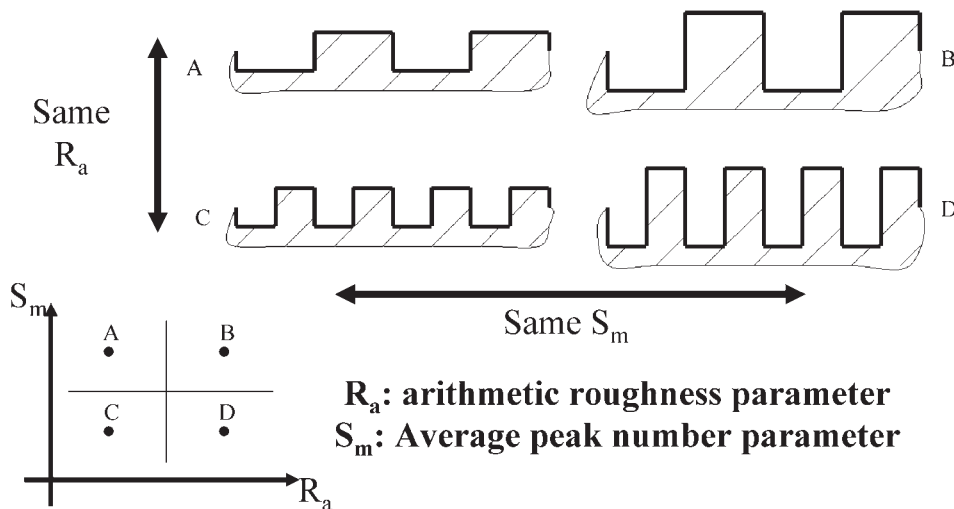 A
B
Same
Rₐ
C
D
Sₘ
Same Sₘ
A
B
C
D
Rₐ
Rₐ: arithmetic roughness parameter
Sₘ: Average peak number parameter